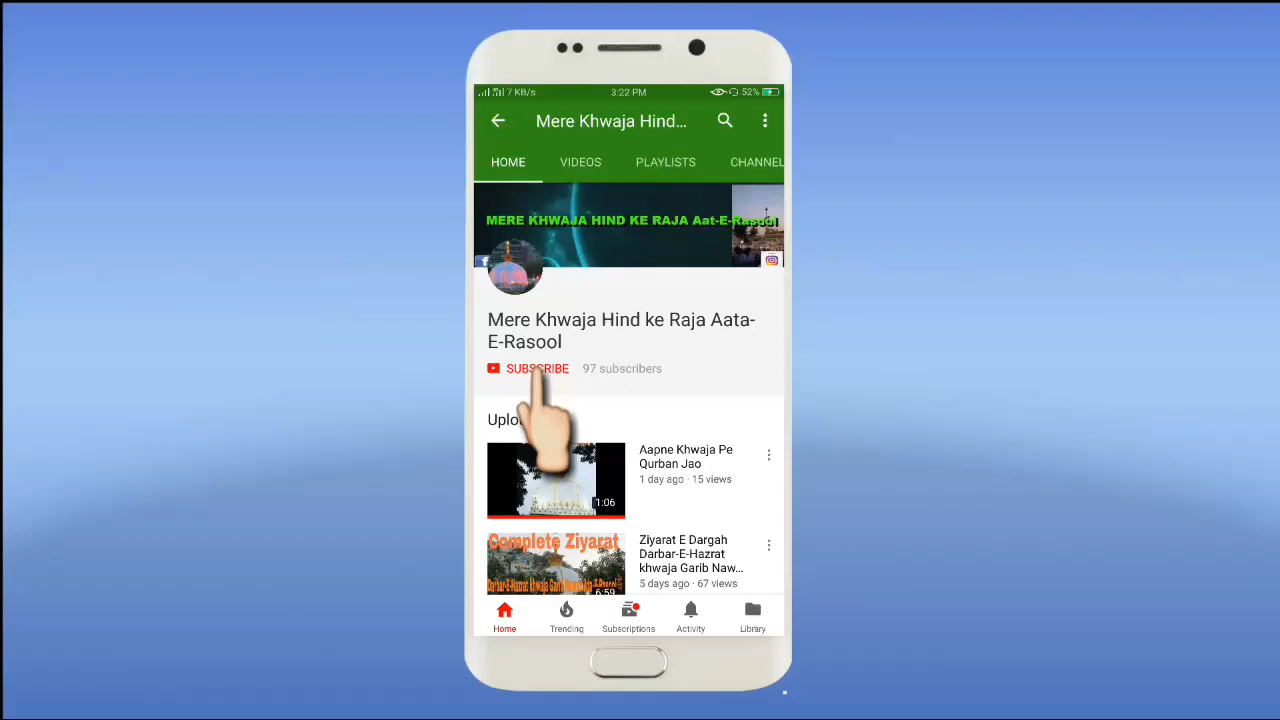 7 KB/s 3:22 PM 52%
Mere Khwaja Hind...
HOME VIDEOS PLAYLISTS CHANNEL
MERE KHWAJA HIND KE RAJA Aat-E-Rasool
Mere Khwaja Hind ke Raja Aata-
E-Rasool
SUBSCRIBE 97 subscribers
Uplo
Aapne Khwaja Pe
Qurban Jao
1 day ago · 15 views
1:06
Complete Ziyarat
Ziyarat E Dargah
Darbar-E-Hazrat
khwaja Garib Naw...
5 days ago · 67 views
6:59
Home Trending Subscriptions Activity Library